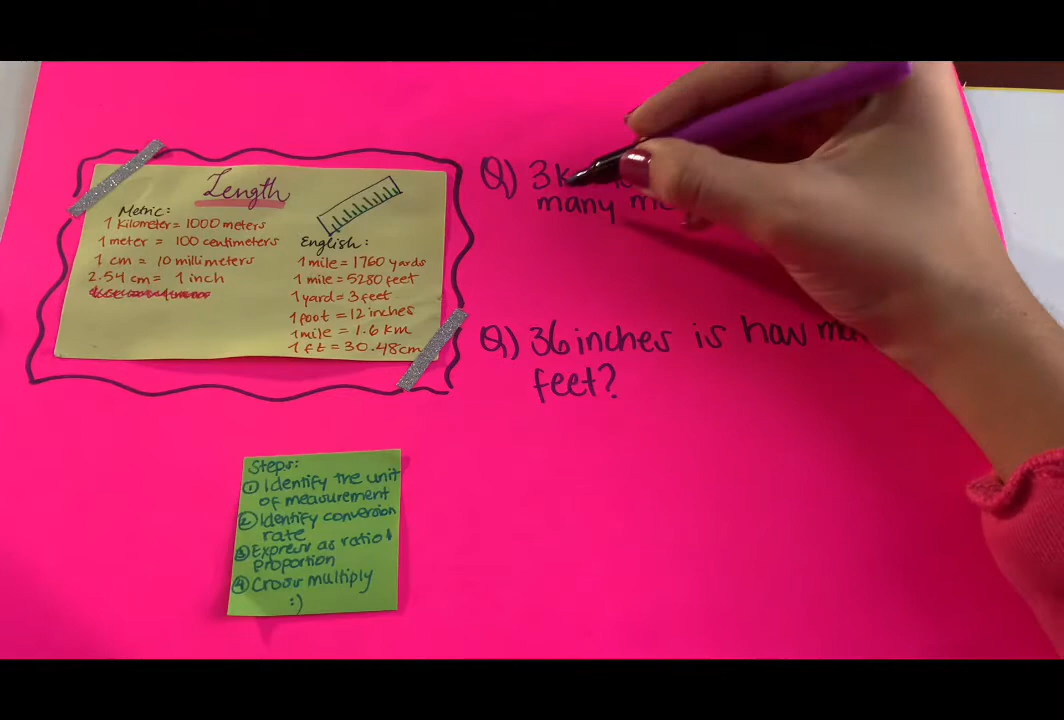 Length
Metric:
1 Kilometer = 1000 meters
1 meter = 100 centimeters
1 cm = 10 millimeters
2.54 cm = 1 inch
English:
1 mile = 1760 yards
1 mile = 5280 feet
1 yard = 3 feet
1 foot = 12 inches
1 mile = 1.6 km
1 ft = 30.48 cm
Q) 3
many
Q) 36 inches is how
feet?
Steps:
① Identify the unit
of measurement
② Identify conversion
rate
③ Express as ratio &
proportion
④ Cross multiply
:)